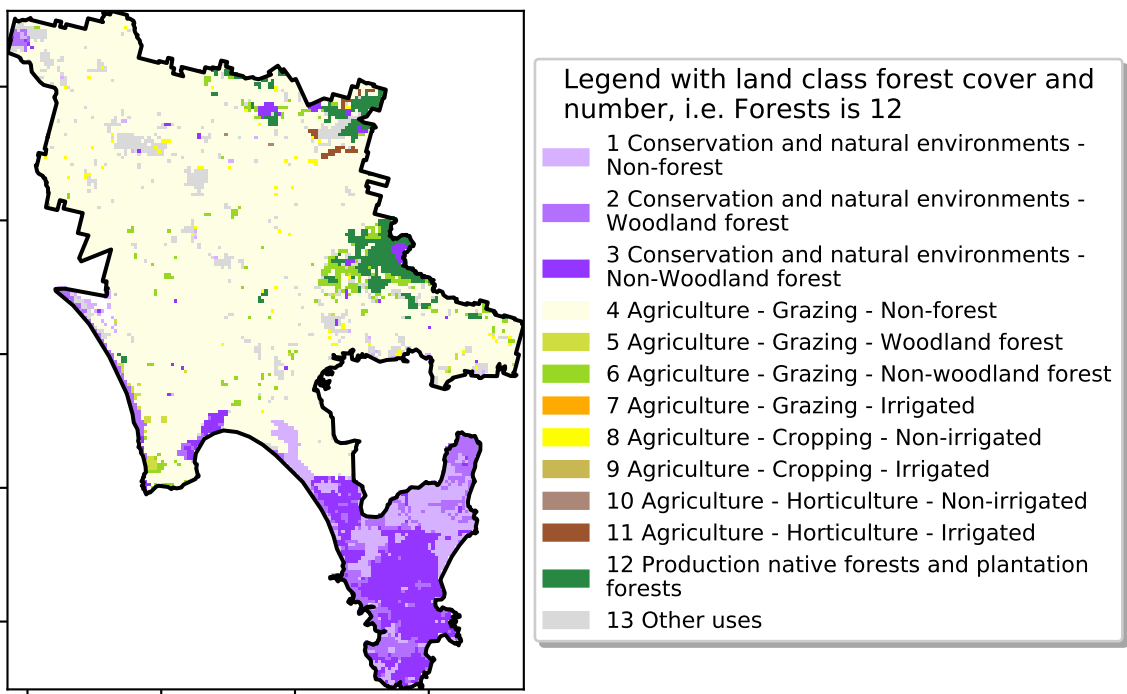 Legend with land class forest cover and
number, i.e. Forests is 12
1 Conservation and natural environments -
Non-forest
2 Conservation and natural environments -
Woodland forest
3 Conservation and natural environments -
Non-Woodland forest
4 Agriculture - Grazing - Non-forest
5 Agriculture - Grazing - Woodland forest
6 Agriculture - Grazing - Non-woodland forest
7 Agriculture - Grazing - Irrigated
8 Agriculture - Cropping - Non-irrigated
9 Agriculture - Cropping - Irrigated
10 Agriculture - Horticulture - Non-irrigated
11 Agriculture - Horticulture - Irrigated
12 Production native forests and plantation
forests
13 Other uses